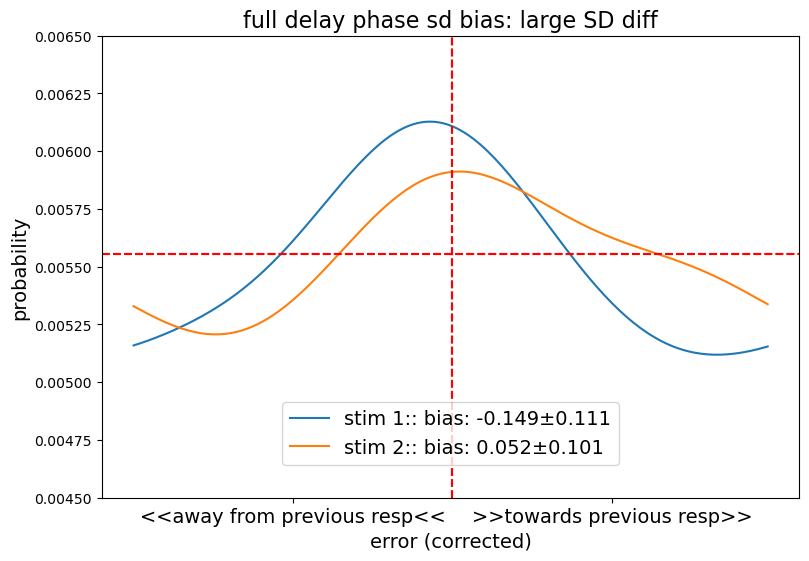 full delay phase sd bias: large SD diff
0.00650
0.00625
0.00600
0.00575
0.00550
0.00525
0.00500
0.00475
0.00450
probability
stim 1:: bias: -0.149±0.111
stim 2:: bias: 0.052±0.101
<<away from previous resp<< >>towards previous resp>>
error (corrected)